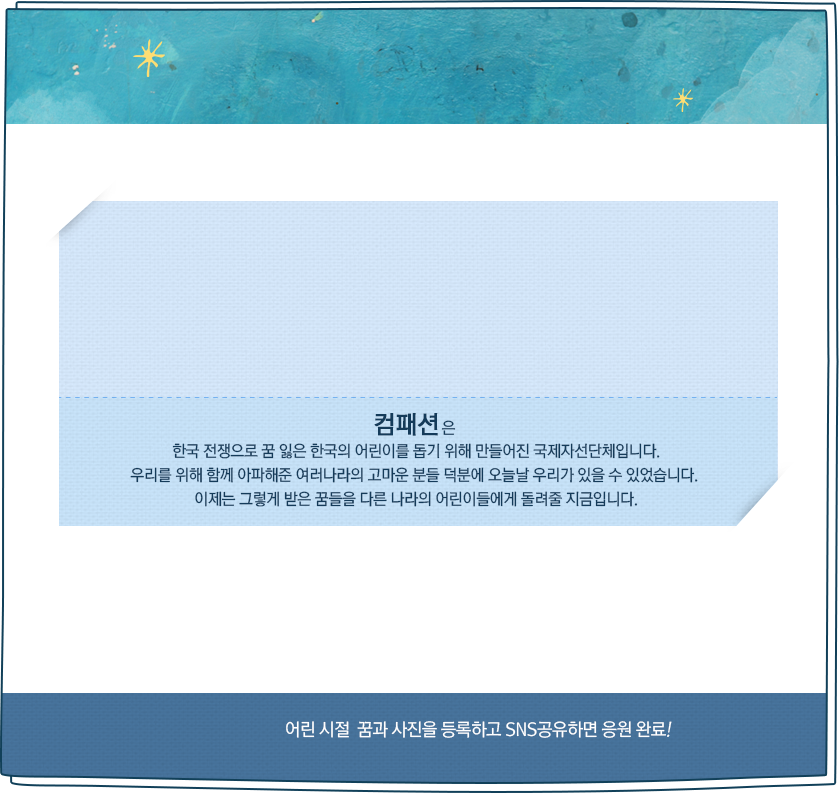 컴패션은
한국 전쟁으로 꿈 잃은 한국의 어린이를 돕기 위해 만들어진 국제자선단체입니다.
우리를 위해 함께 아파해준 여러나라의 고마운 분들 덕분에 오늘날 우리가 있을 수 있었습니다.
이제는 그렇게 받은 꿈들을 다른 나라의 어린이들에게 돌려줄 지금입니다.
어린 시절 꿈과 사진을 등록하고 SNS공유하면 응원 완료!